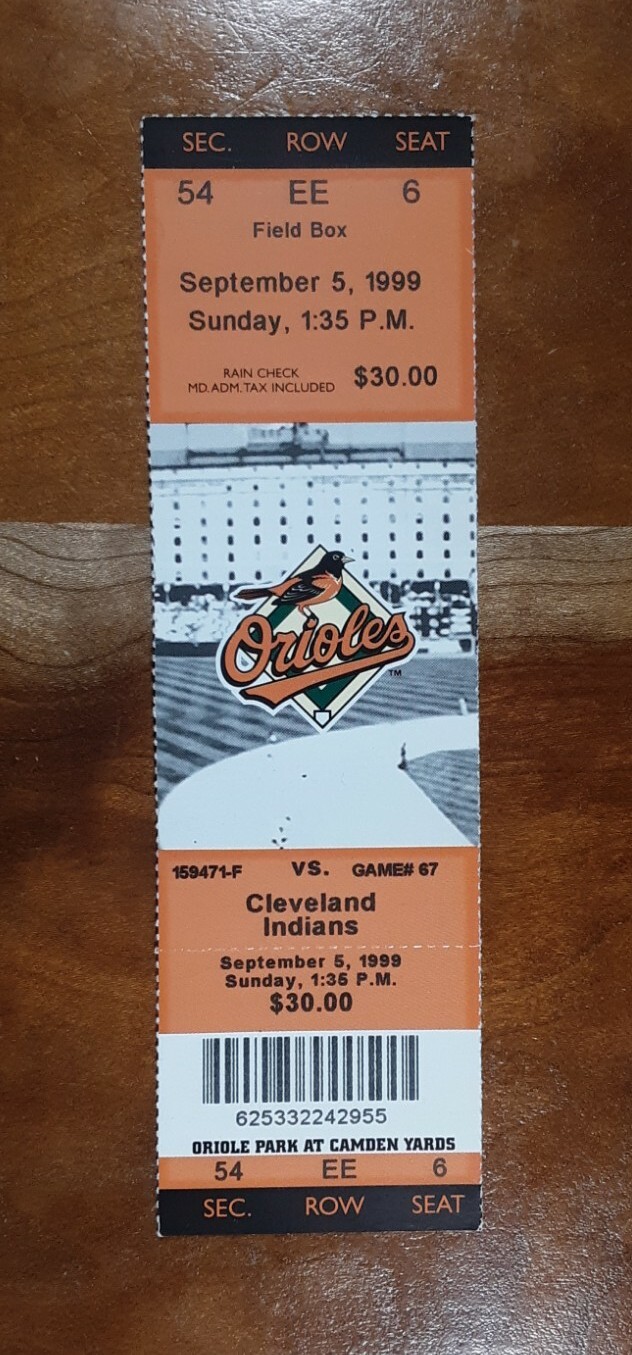 SEC. ROW SEAT
54 EE 6
Field Box
September 5, 1999
Sunday, 1:35 P.M.
RAIN CHECK
MD.ADM.TAX INCLUDED $30.00
Orioles
TM
159471-F VS. GAME# 67
Cleveland
Indians
September 5, 1999
Sunday, 1:35 P.M.
$30.00
625332242955
ORIOLE PARK AT CAMDEN YARDS
54 EE 6
SEC. ROW SEAT